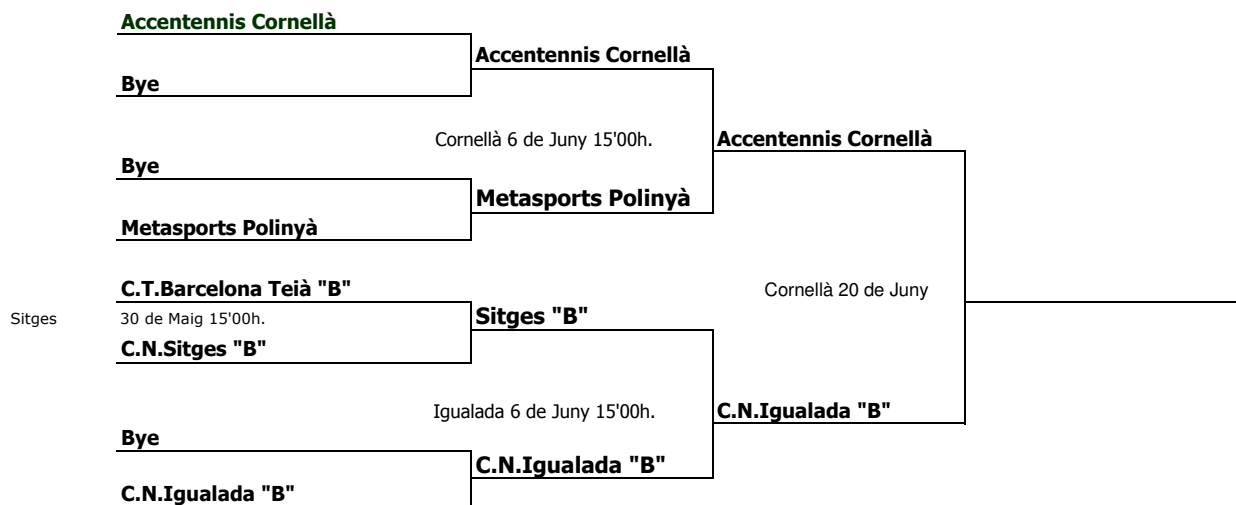 Accentennis Cornellà
Accentennis Cornellà
Bye
Cornellà 6 de Juny 15'00h.
Accentennis Cornellà
Bye
Metasports Polinyà
Metasports Polinyà
C.T.Barcelona Teià "B"
Cornellà 20 de Juny
Sitges
30 de Maig 15'00h.
Sitges "B"
C.N.Sitges "B"
Igualada 6 de Juny 15'00h.
C.N.Igualada "B"
Bye
C.N.Igualada "B"
C.N.Igualada "B"